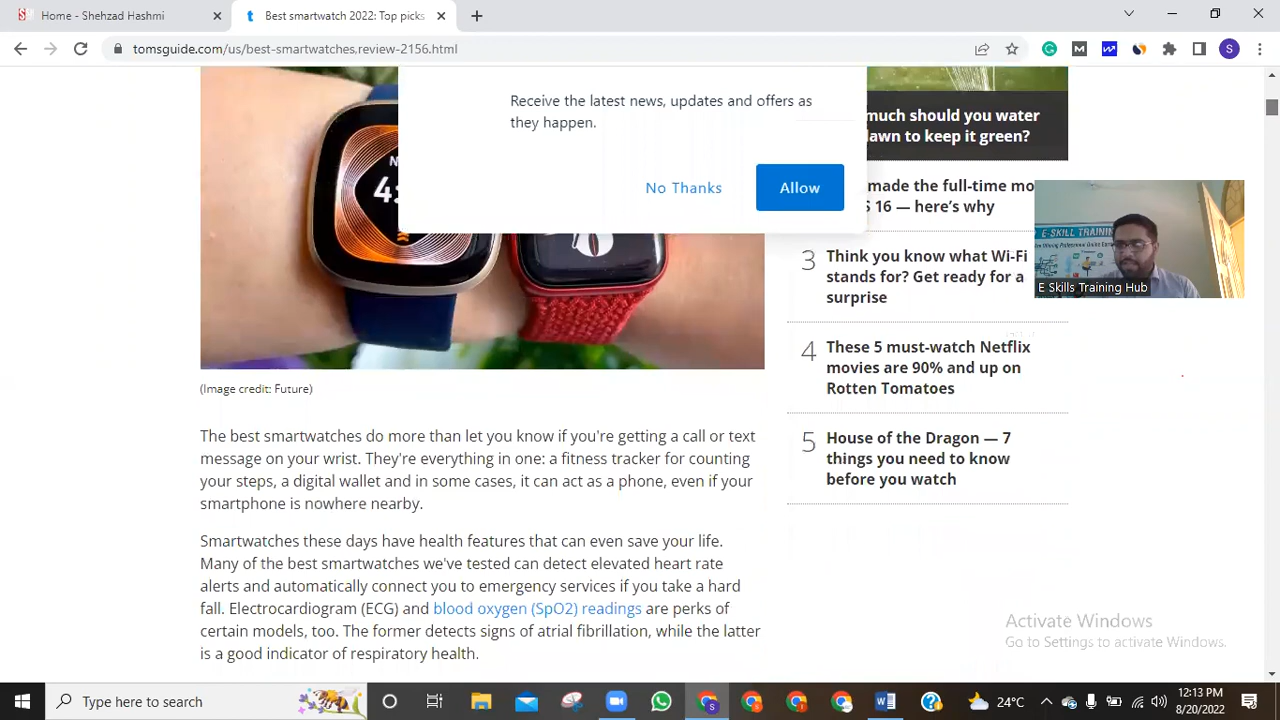 Home - Shehzad Hashmi
Best smartwatch 2022: Top picks
tomsguide.com/us/best-smartwatches,review-2156.html
S
Receive the latest news, updates and offers as
they happen.
No Thanks
Allow
much should you water
lawn to keep it green?
made the full-time mo
16 — here's why
3
Think you know what Wi-Fi
stands for? Get ready for a
surprise
4
These 5 must-watch Netflix
movies are 90% and up on
Rotten Tomatoes
5
House of the Dragon — 7
things you need to know
before you watch
E-SKILL TRAINING
E Skills Training Hub
(Image credit: Future)
The best smartwatches do more than let you know if you're getting a call or text
message on your wrist. They're everything in one: a fitness tracker for counting
your steps, a digital wallet and in some cases, it can act as a phone, even if your
smartphone is nowhere nearby.
Smartwatches these days have health features that can even save your life.
Many of the best smartwatches we've tested can detect elevated heart rate
alerts and automatically connect you to emergency services if you take a hard
fall. Electrocardiogram (ECG) and blood oxygen (SpO2) readings are perks of
certain models, too. The former detects signs of atrial fibrillation, while the latter
is a good indicator of respiratory health.
Activate Windows
Go to Settings to activate Windows.
Type here to search
24°C
12:13 PM
8/20/2022